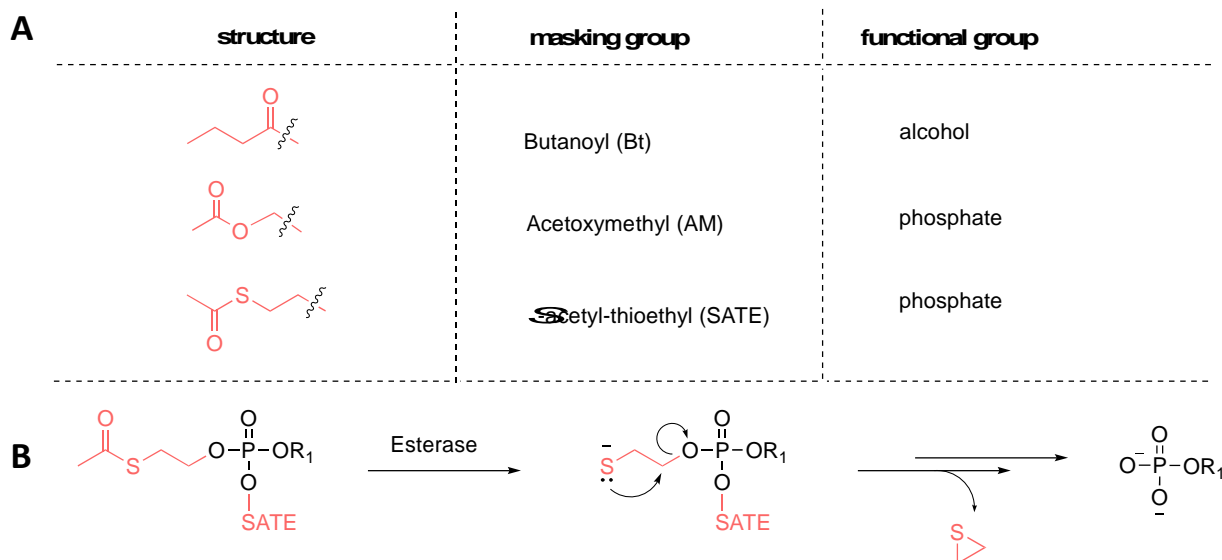 A
structure masking group functional group
O
Butanoyl (Bt) alcohol
O
O
Acetoxymethyl (AM) phosphate
S
O
S-acetyl-thioethyl (SATE) phosphate
B
O S O P O OR1 O SATE
Esterase
S O P O OR1 O SATE
S
O P O OR1 O